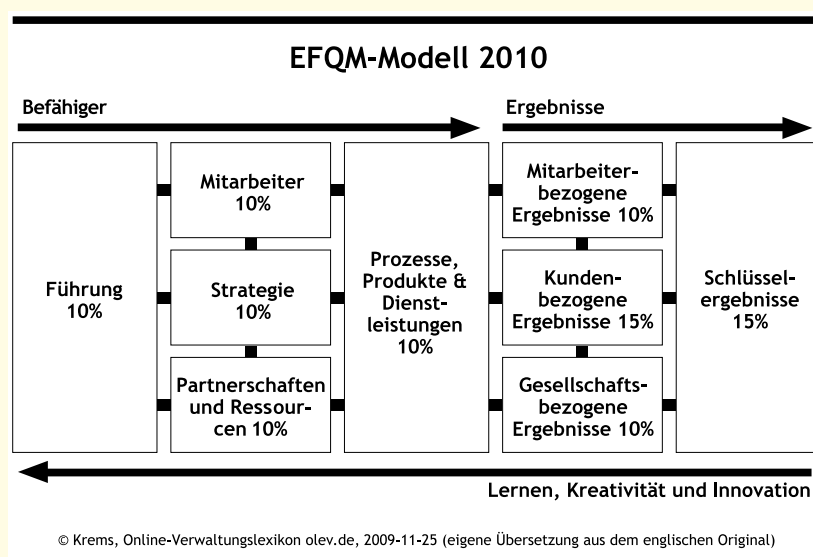 EFQM-Modell 2010
Befähiger
Ergebnisse
Führung
10%
Mitarbeiter
10%
Strategie
10%
Partnerschaften
und Ressour-
cen 10%
Prozesse,
Produkte &
Dienst-
leistungen
10%
Mitarbeiter-
bezogene
Ergebnisse 10%
Kunden-
bezogene
Ergebnisse 15%
Gesellschafts-
bezogene
Ergebnisse 10%
Schlüssel-
ergebnisse
15%
Lernen, Kreativität und Innovation
© Krems, Online-Verwaltungslexikon olev.de, 2009-11-25 (eigene Übersetzung aus dem englischen Original)